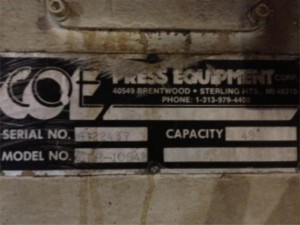 COE PRESS EQUIPMENT CORP.
40549 BRENTWOOD • STERLING HTS., MI 48310
PHONE: 1-313-979-4400
SERIAL NO.
CAPACITY
MODEL NO.